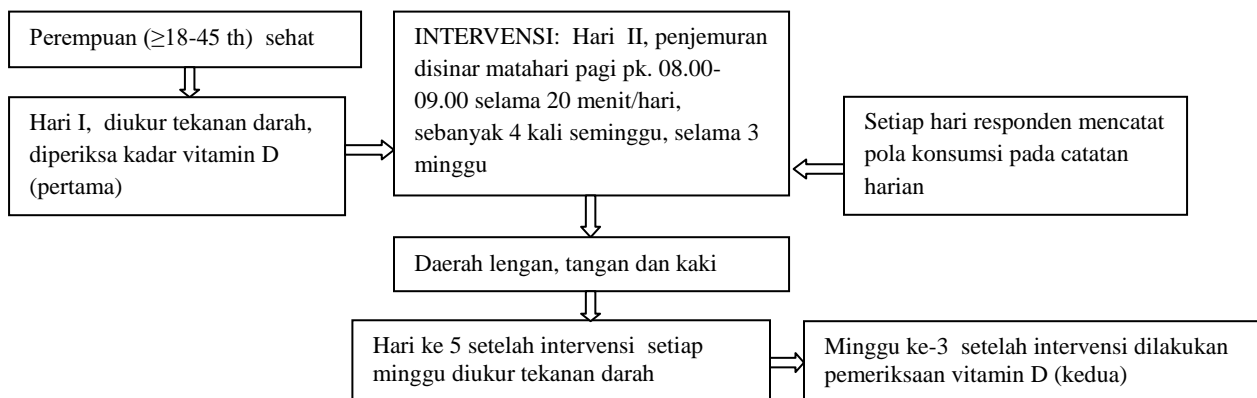 Perempuan (≥18-45 th)  sehat
Hari I,  diukur tekanan darah,
diperiksa kadar vitamin D
(pertama)
INTERVENSI:  Hari  II, penjemuran
disinar matahari pagi pk. 08.00-
09.00 selama 20 menit/hari,
sebanyak 4 kali seminggu, selama 3
minggu
Setiap hari responden mencatat
pola konsumsi pada catatan
harian
Daerah lengan, tangan dan kaki
Hari ke 5 setelah intervensi  setiap
minggu diukur tekanan darah
Minggu ke-3  setelah intervensi dilakukan
pemeriksaan vitamin D (kedua)